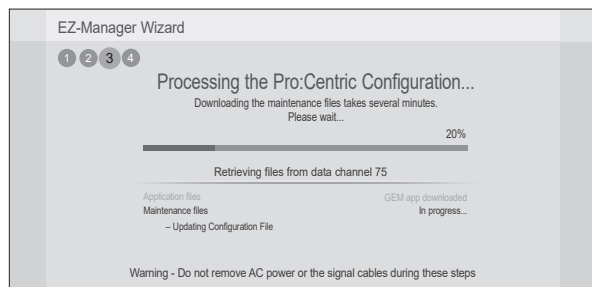 EZ-Manager Wizard
1 2 3 4
Processing the Pro:Centric Configuration...
Downloading the maintenance files takes several minutes.
Please wait...
20%
Retrieving files from data channel 75
Application files GEM app downloaded
Maintenance files In progress...
– Updating Configuration File
Warning - Do not remove AC power or the signal cables during these steps